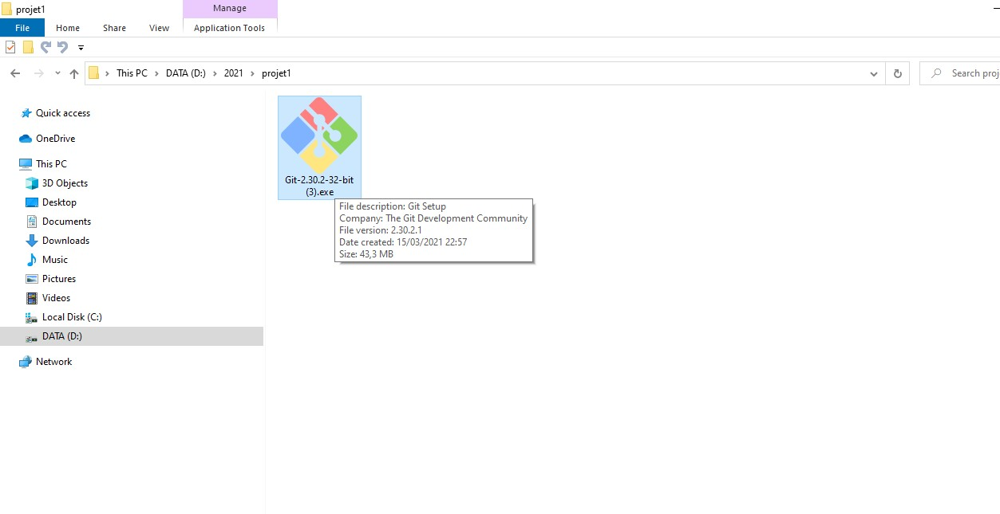 projet1
Manage
File
Home
Share
View
Application Tools
This PC
DATA (D:)
2021
projet1
Search proj
Quick access
OneDrive
This PC
3D Objects
Desktop
Documents
Downloads
Music
Pictures
Videos
Local Disk (C:)
DATA (D:)
Network
Git-2.30.2-32-bit
(3).exe
File description: Git Setup
Company: The Git Development Community
File version: 2.30.2.1
Date created: 15/03/2021 22:57
Size: 43,3 MB